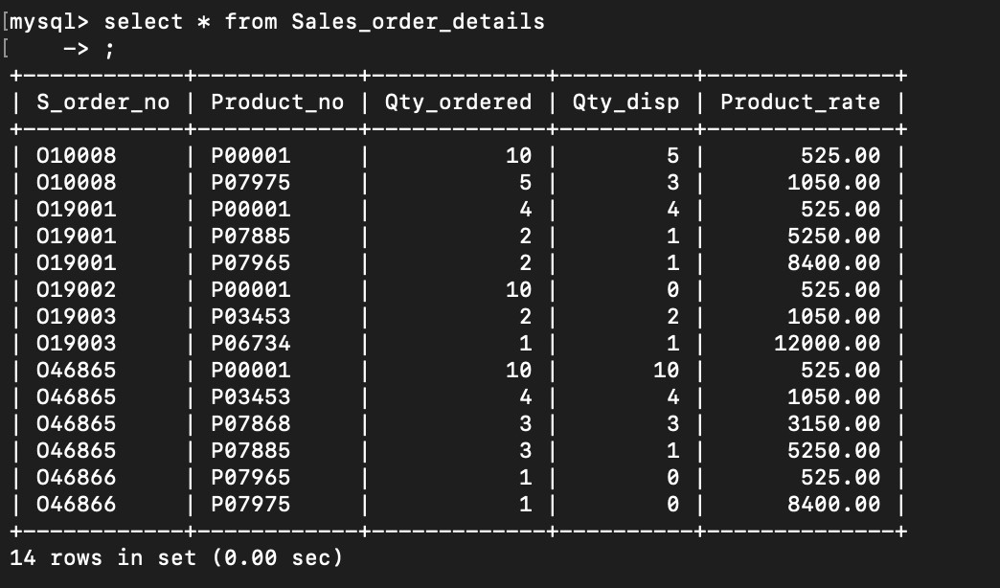 [mysql> select * from Sales_order_details
[    -> ;
+------------+------------+-------------+----------+--------------+
| S_order_no | Product_no | Qty_ordered | Qty_disp | Product_rate |
+------------+------------+-------------+----------+--------------+
| O10008     | P00001     |          10 |        5 |       525.00 |
| O10008     | P07975     |           5 |        3 |      1050.00 |
| O19001     | P00001     |           4 |        4 |       525.00 |
| O19001     | P07885     |           2 |        1 |      5250.00 |
| O19001     | P07965     |           2 |        1 |      8400.00 |
| O19002     | P00001     |          10 |        0 |       525.00 |
| O19003     | P03453     |           2 |        2 |      1050.00 |
| O19003     | P06734     |           1 |        1 |     12000.00 |
| O46865     | P00001     |          10 |       10 |       525.00 |
| O46865     | P03453     |           4 |        4 |      1050.00 |
| O46865     | P07868     |           3 |        3 |      3150.00 |
| O46865     | P07885     |           3 |        1 |      5250.00 |
| O46866     | P07965     |           1 |        0 |       525.00 |
| O46866     | P07975     |           1 |        0 |      8400.00 |
+------------+------------+-------------+----------+--------------+
14 rows in set (0.00 sec)